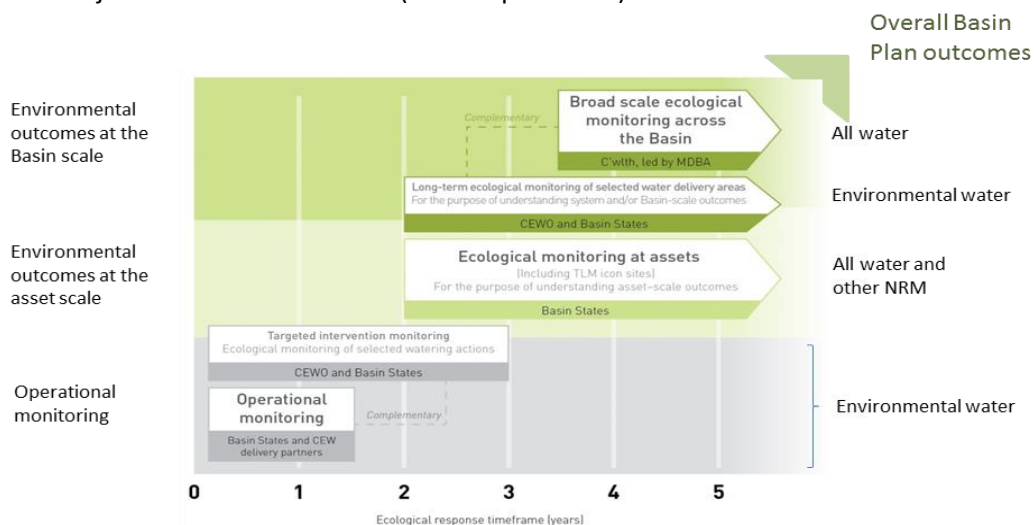 Overall Basin
Plan outcomes
Environmental
outcomes at the
Basin scale
Complementary
Broad scale ecological
monitoring across
the Basin
C'wlth, led by MDBA
All water
Long-term ecological monitoring of selected water delivery areas
For the purpose of understanding system and/or Basin-scale outcomes
CEWO and Basin States
Environmental water
Environmental
outcomes at the
asset scale
Ecological monitoring at assets
(Including TLM icon sites)
For the purpose of understanding asset-scale outcomes
Basin States
All water and
other NRM
Targeted intervention monitoring
Ecological monitoring of selected watering actions
CEWO and Basin States
Operational
monitoring
Operational
monitoring
Complementary
Basin States and CEW
delivery partners
Environmental water
0 1 2 3 4 5
Ecological response timeframe (years)